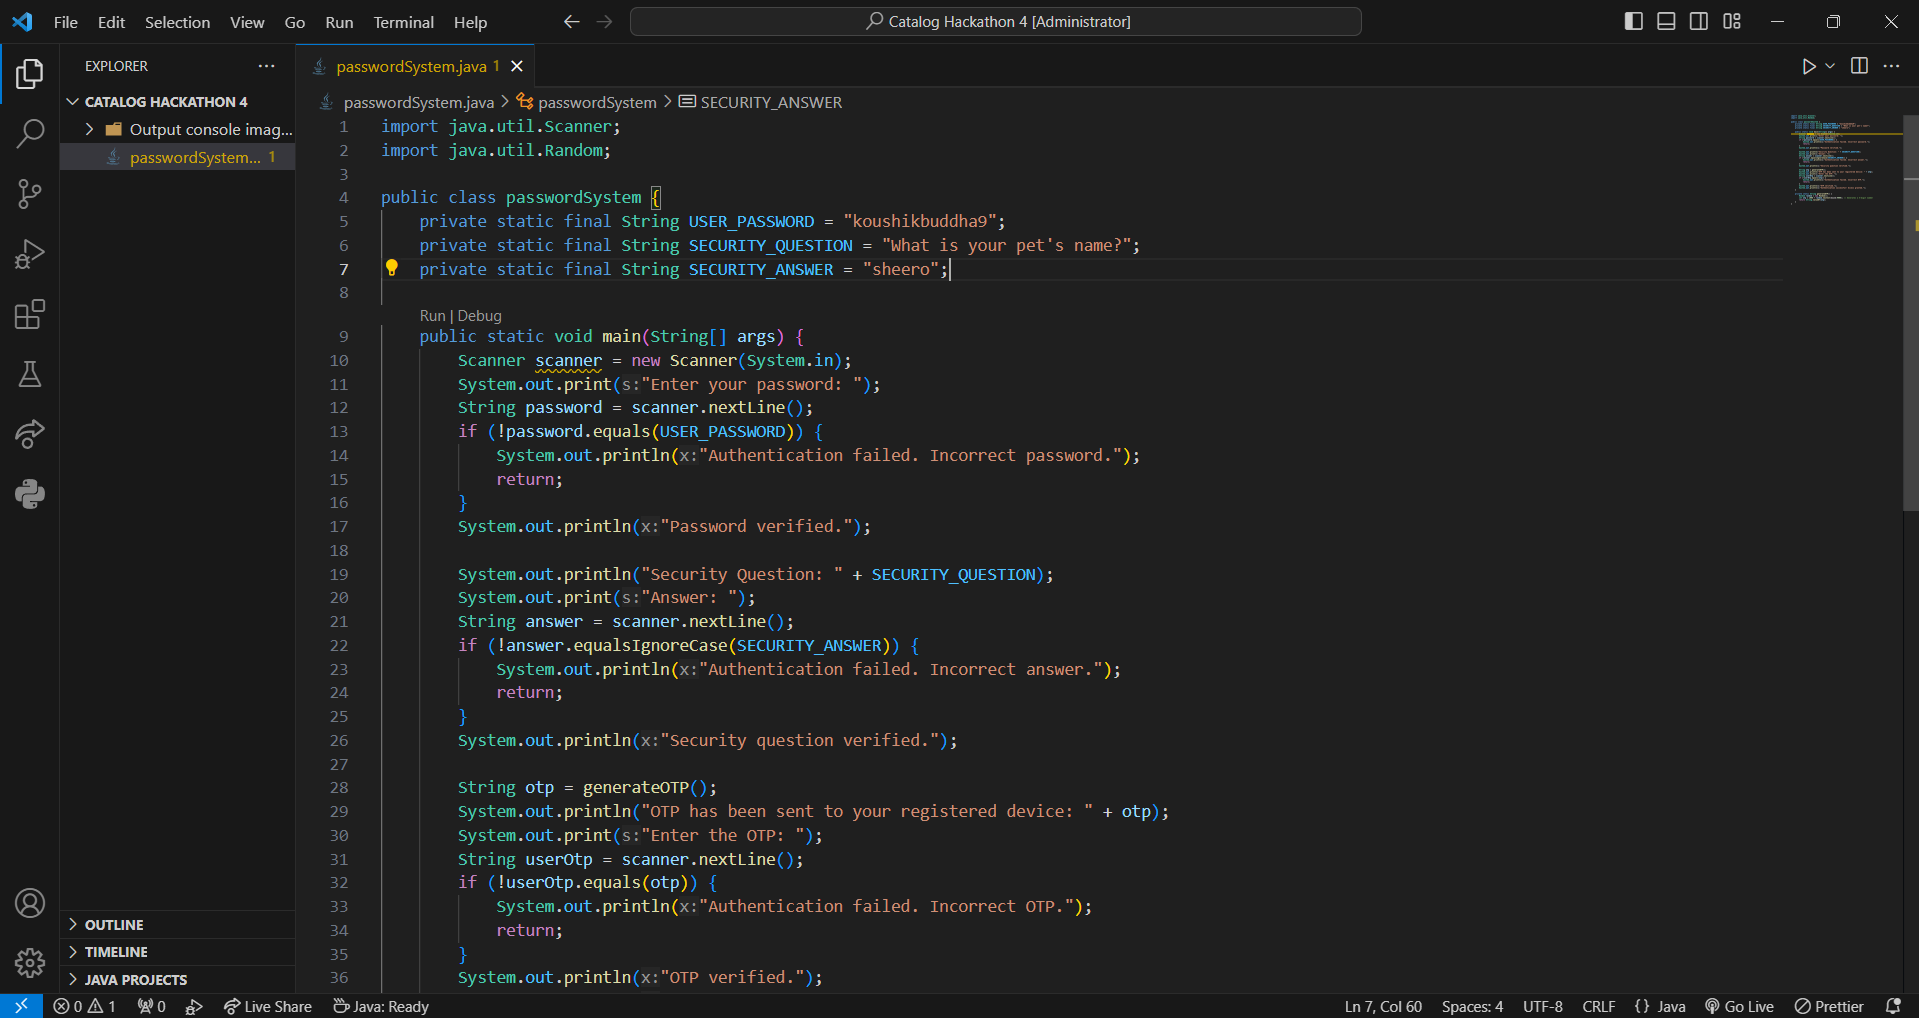 File Edit Selection View Go Run Terminal Help
Catalog Hackathon 4 [Administrator]
EXPLORER
CATALOG HACKATHON 4
Output console imag...
passwordSystem... 1
OUTLINE
TIMELINE
JAVA PROJECTS
passwordSystem.java 1
passwordSystem.java > passwordSystem > SECURITY_ANSWER
1 import java.util.Scanner;
2 import java.util.Random;
3
4 public class passwordSystem {
5 private static final String USER_PASSWORD = "koushikbuddha9";
6 private static final String SECURITY_QUESTION = "What is your pet's name?";
7 private static final String SECURITY_ANSWER = "sheero";
8
Run | Debug
9 public static void main(String[] args) {
10 Scanner scanner = new Scanner(System.in);
11 System.out.print(s:"Enter your password: ");
12 String password = scanner.nextLine();
13 if (!password.equals(USER_PASSWORD)) {
14 System.out.println(x:"Authentication failed. Incorrect password.");
15 return;
16 }
17 System.out.println(x:"Password verified.");
18
19 System.out.println("Security Question: " + SECURITY_QUESTION);
20 System.out.print(s:"Answer: ");
21 String answer = scanner.nextLine();
22 if (!answer.equalsIgnoreCase(SECURITY_ANSWER)) {
23 System.out.println(x:"Authentication failed. Incorrect answer.");
24 return;
25 }
26 System.out.println(x:"Security question verified.");
27
28 String otp = generateOTP();
29 System.out.println("OTP has been sent to your registered device: " + otp);
30 System.out.print(s:"Enter the OTP: ");
31 String userOtp = scanner.nextLine();
32 if (!userOtp.equals(otp)) {
33 System.out.println(x:"Authentication failed. Incorrect OTP.");
34 return;
35 }
36 System.out.println(x:"OTP verified.");
0 1 0 Live Share Java: Ready Ln 7, Col 60 Spaces: 4 UTF-8 CRLF {} Java Go Live Prettier